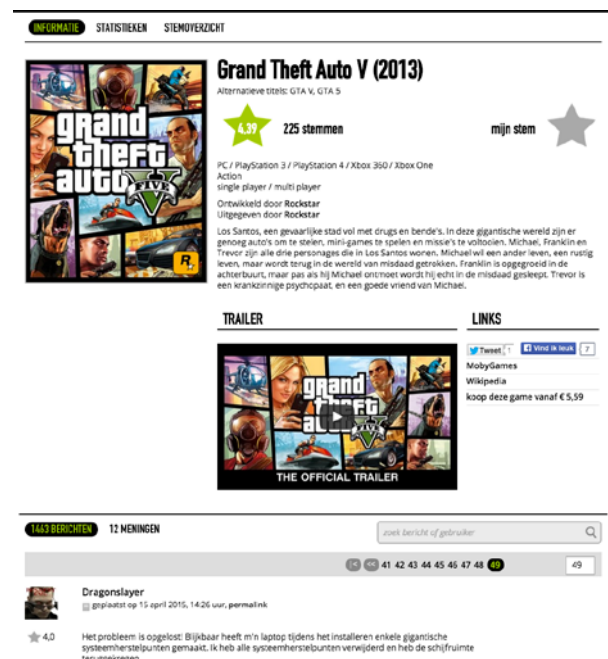 INFORMATIE STATISTIEKEN STEMOVERZICHT
grand
theft
auto
FIVE
R
Grand Theft Auto V (2013)
Alternatieve titels: GTA V, GTA 5
4,39 225 stemmen mijn stem
PC / PlayStation 3 / PlayStation 4 / Xbox 360 / Xbox One
Action
single player / multi player
Ontwikkeld door Rockstar
Uitgegeven door Rockstar
Los Santos, een gevaarlijke stad vol met drugs en bende's. In deze gigantische wereld zijn er
genoeg auto's om te stelen, mini-games te spelen en missie's te voltooien. Michael, Franklin en
Trevor zijn alle drie personages die in Los Santos wonen. Michael wil een ander leven, een rustig
leven, maar wordt terug in de wereld van misdaad getrokken. Franklin is opgegroeid in de
achterbuurt, maar pas als hij Michael ontmoet wordt hij echt in de misdaad gesleept. Trevor is
een krankzinnige psychopaat, en een goede vriend van Michael.
TRAILER
grand
theft
auto
THE OFFICIAL TRAILER
LINKS
Tweet 1 Vind ik leuk 7
MobyGames
Wikipedia
koop deze game vanaf € 5,59
1463 BERICHTEN 12 MENINGEN zoek bericht of gebruiker
|< << 41 42 43 44 45 46 47 48 49 49
Dragonslayer
geplaatst op 15 april 2015, 14:26 uur, permalink
4,0
Het probleem is opgelost! Blijkbaar heeft m'n laptop tijdens het installeren enkele gigantische
systeemherstelpunten gemaakt. Ik heb alle systeemherstelpunten verwijderd en heb de schijfruimte
teruggekregen.